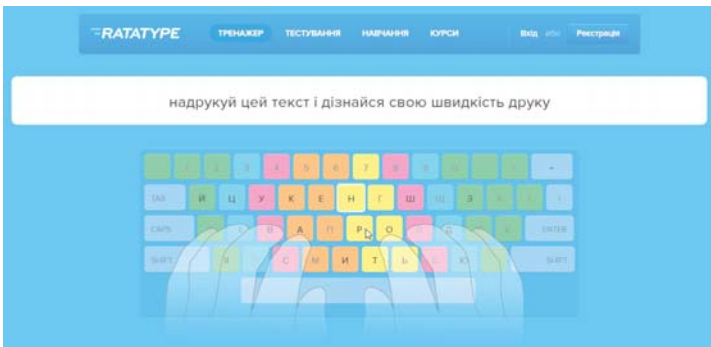 RATATYPE
ТРЕНАЖЕР ТЕСТУВАННЯ НАВЧАННЯ КУРСИ Вхід або Реєстрація
надрукуй цей текст і дізнайся свою швидкість друку
TAB Й Ц У К Е Н Г Ш Щ З
CAPS В А П Р О Д ENTER
SHIFT Я С М И Т Ь Ю SHIFT